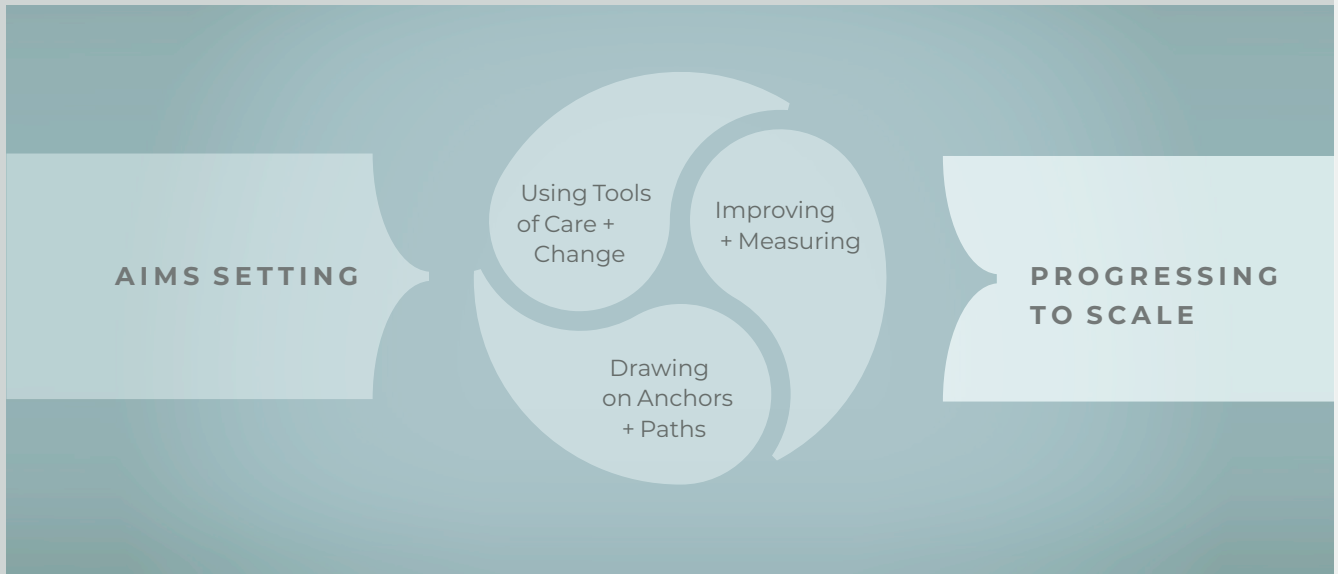 AIMS SETTING
Using Tools
of Care +
Change
Improving
+ Measuring
Drawing
on Anchors
+ Paths
PROGRESSING
TO SCALE